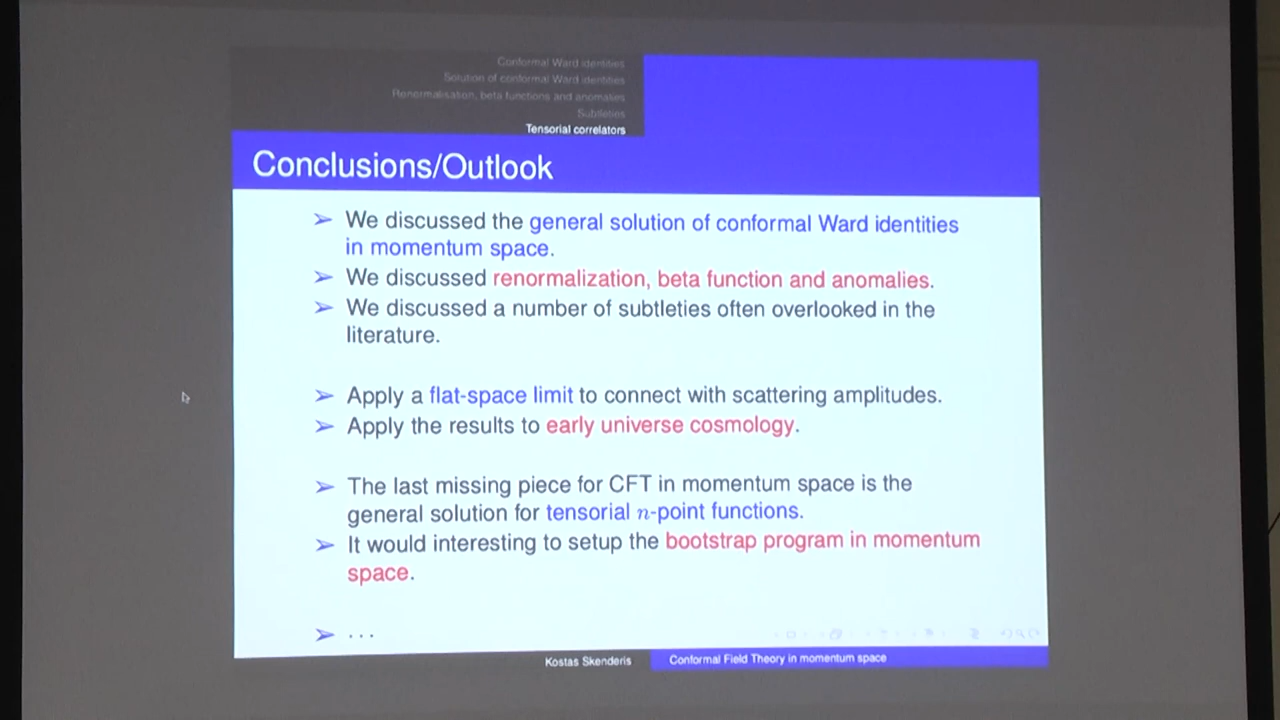 Conformal Ward identities
Solution of conformal Ward identities
Renormalisation, beta functions and anomalies
Subtleties
Tensorial correlators
Conclusions/Outlook
➢ We discussed the general solution of conformal Ward identities
in momentum space.
➢ We discussed renormalization, beta function and anomalies.
➢ We discussed a number of subtleties often overlooked in the
literature.
➢ Apply a flat-space limit to connect with scattering amplitudes.
➢ Apply the results to early universe cosmology.
➢ The last missing piece for CFT in momentum space is the
general solution for tensorial n-point functions.
➢ It would interesting to setup the bootstrap program in momentum
space.
➢ ...
Kostas Skenderis
Conformal Field Theory in momentum space